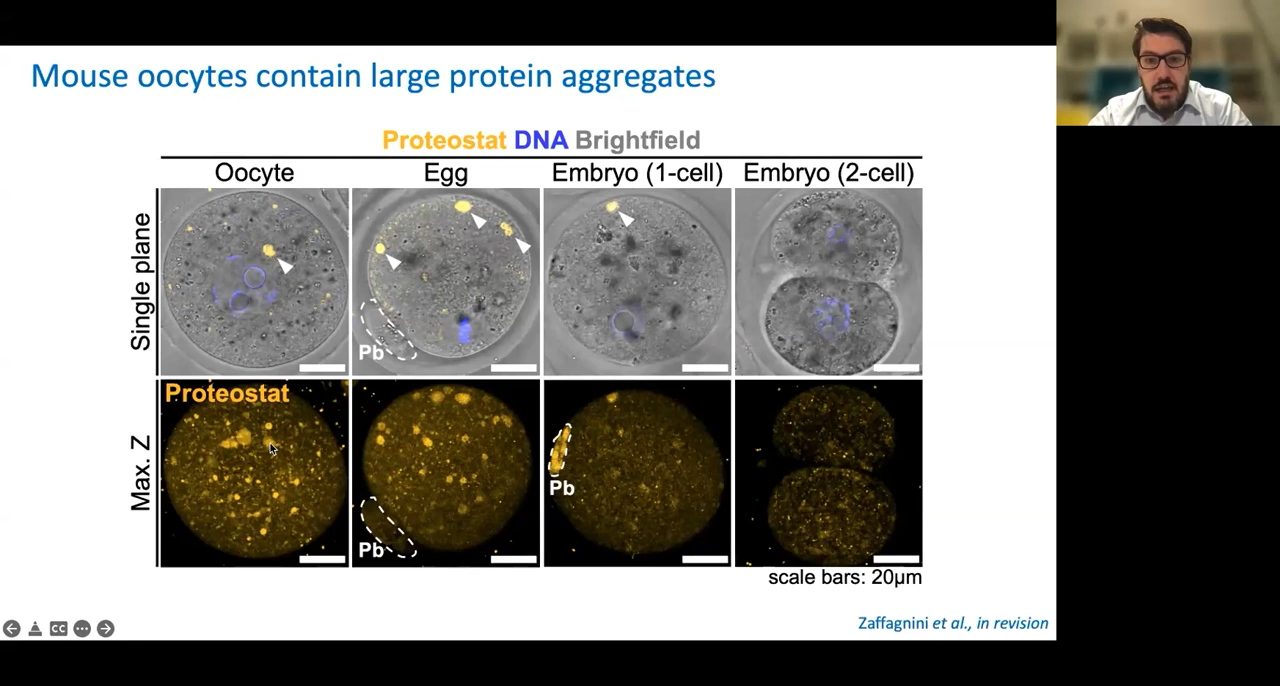 Mouse oocytes contain large protein aggregates
Proteostat DNA Brightfield
Oocyte
Egg
Embryo (1-cell)
Embryo (2-cell)
Single plane
Pb
Max. Z
Proteostat
Pb
Pb
scale bars: 20µm
Zaffagnini et al., in revision
CC